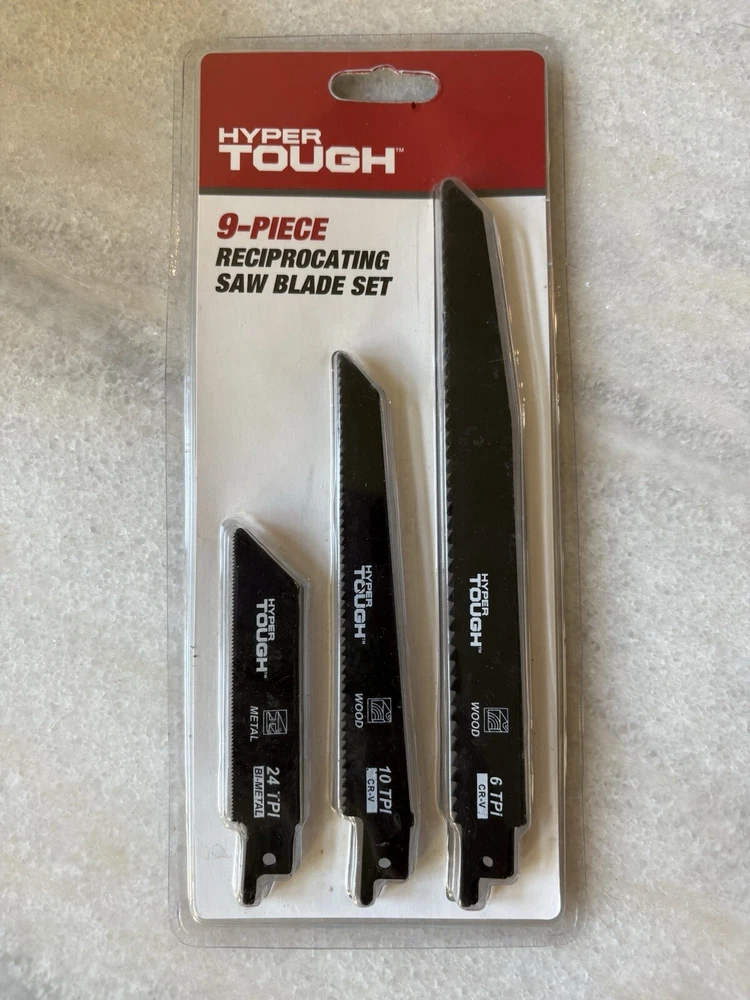 HYPER
TOUGH™
9-PIECE
RECIPROCATING
SAW BLADE SET
HYPER
TOUGH™
METAL
24 TPI
BI-METAL
HYPER
TOUGH™
WOOD
10 TPI
CR-V
HYPER
TOUGH™
WOOD
6 TPI
CR-V